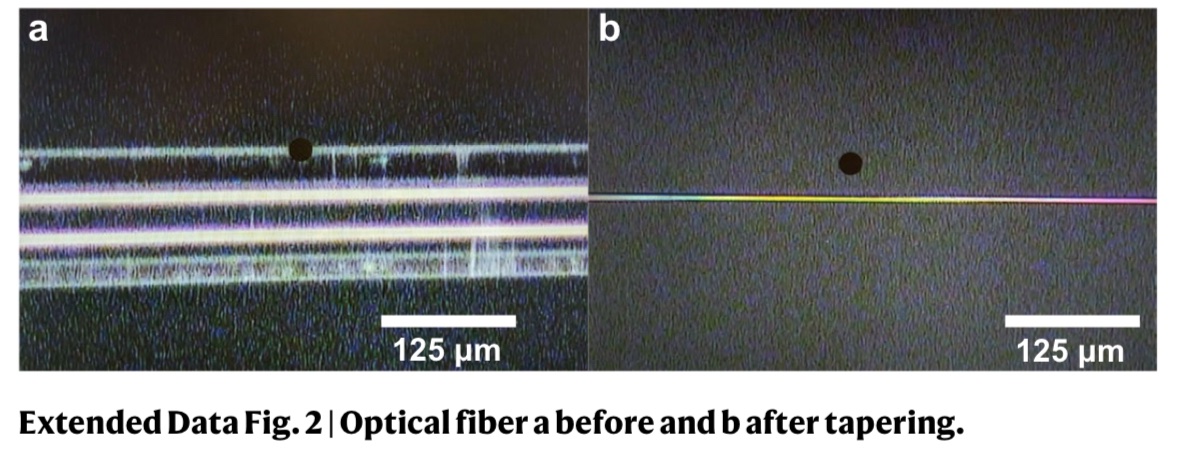 a
b
125 μm
125 μm
Extended Data Fig. 2 | Optical fiber a before and b after tapering.